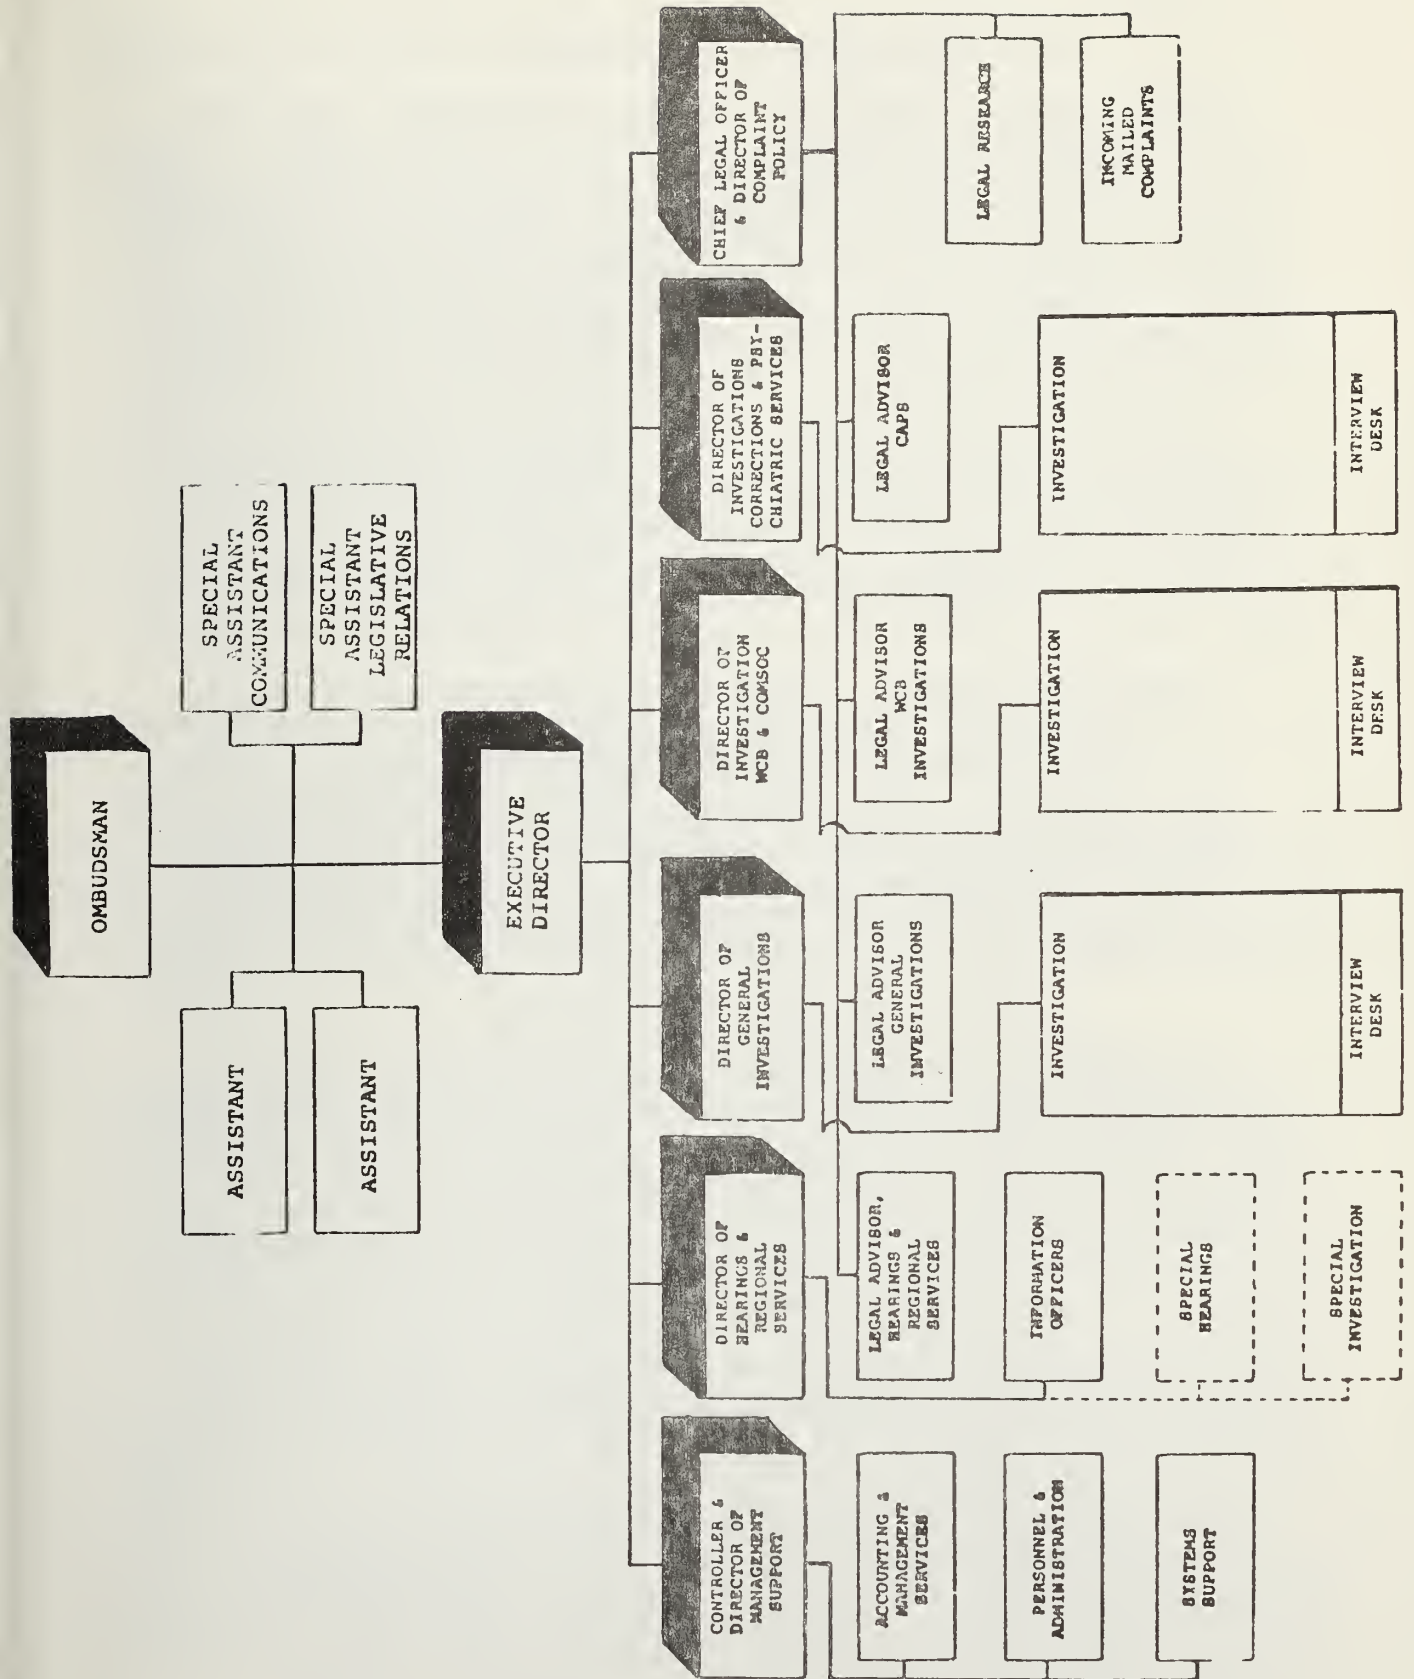 OMBUDSMAN
ASSISTANT
ASSISTANT
SPECIAL
ASSISTANT
COMMUNICATIONS
SPECIAL
ASSISTANT
LEGISLATIVE
RELATIONS
EXECUTIVE
DIRECTOR
CONTROLLER &
DIRECTOR OF
MANAGEMENT
SUPPORT
DIRECTOR OF
HEARINGS &
REGIONAL
SERVICES
DIRECTOR OF
GENERAL
INVESTIGATIONS
DIRECTOR OF
INVESTIGATION
WCB & COMSOC
DIRECTOR OF
INVESTIGATIONS
CORRECTIONS & PSY-
CHIATRIC SERVICES
CHIEF LEGAL OFFICER
& DIRECTOR OF
COMPLAINT
POLICY
ACCOUNTING &
MANAGEMENT
SERVICES
LEGAL ADVISOR,
HEARINGS &
REGIONAL
SERVICES
LEGAL ADVISOR
GENERAL
INVESTIGATIONS
LEGAL ADVISOR
WCB
INVESTIGATIONS
LEGAL ADVISOR
CAPS
LEGAL RESEARCH
PERSONNEL &
ADMINISTRATION
INFORMATION
OFFICERS
INVESTIGATION
INVESTIGATION
INVESTIGATION
INCOMING
MAILED
COMPLAINTS
SYSTEMS
SUPPORT
SPECIAL
HEARINGS
SPECIAL
INVESTIGATION
INTERVIEW
DESK
INTERVIEW
DESK
INTERVIEW
DESK